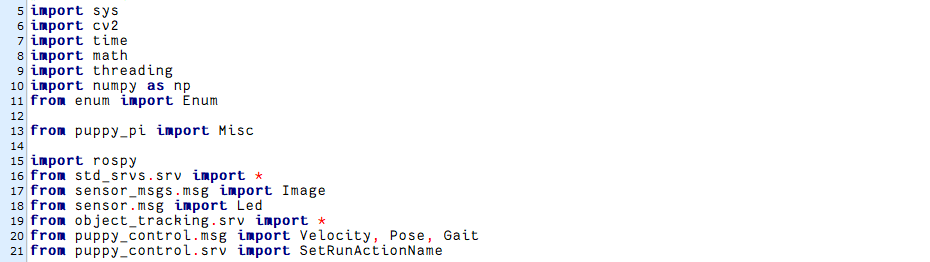 5 import sys
6 import cv2
7 import time
8 import math
9 import threading
10 import numpy as np
11 from enum import Enum
12
13 from puppy_pi import Misc
14
15 import rospy
16 from std_srvs.srv import *
17 from sensor_msgs.msg import Image
18 from sensor.msg import Led
19 from object_tracking.srv import *
20 from puppy_control.msg import Velocity, Pose, Gait
21 from puppy_control.srv import SetRunActionName